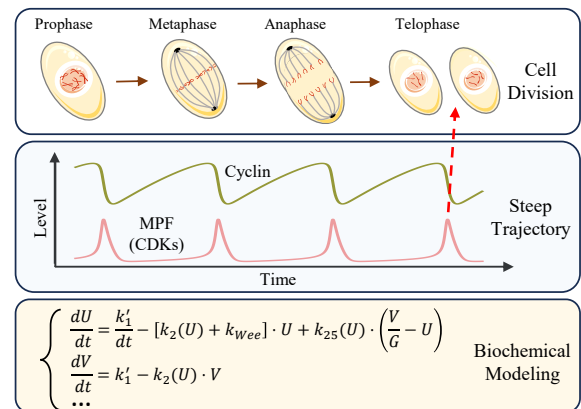 Prophase Metaphase Anaphase Telophase
Cell
Division
Cyclin
MPF
(CDKs)
Level
Time
Steep
Trajectory
dU/dt = k′₁/dt − [k₂(U) + k_Wee] · U + k₂₅(U) · (V/G − U)
dV/dt = k′₁ − k₂(U) · V
•••
Biochemical
Modeling